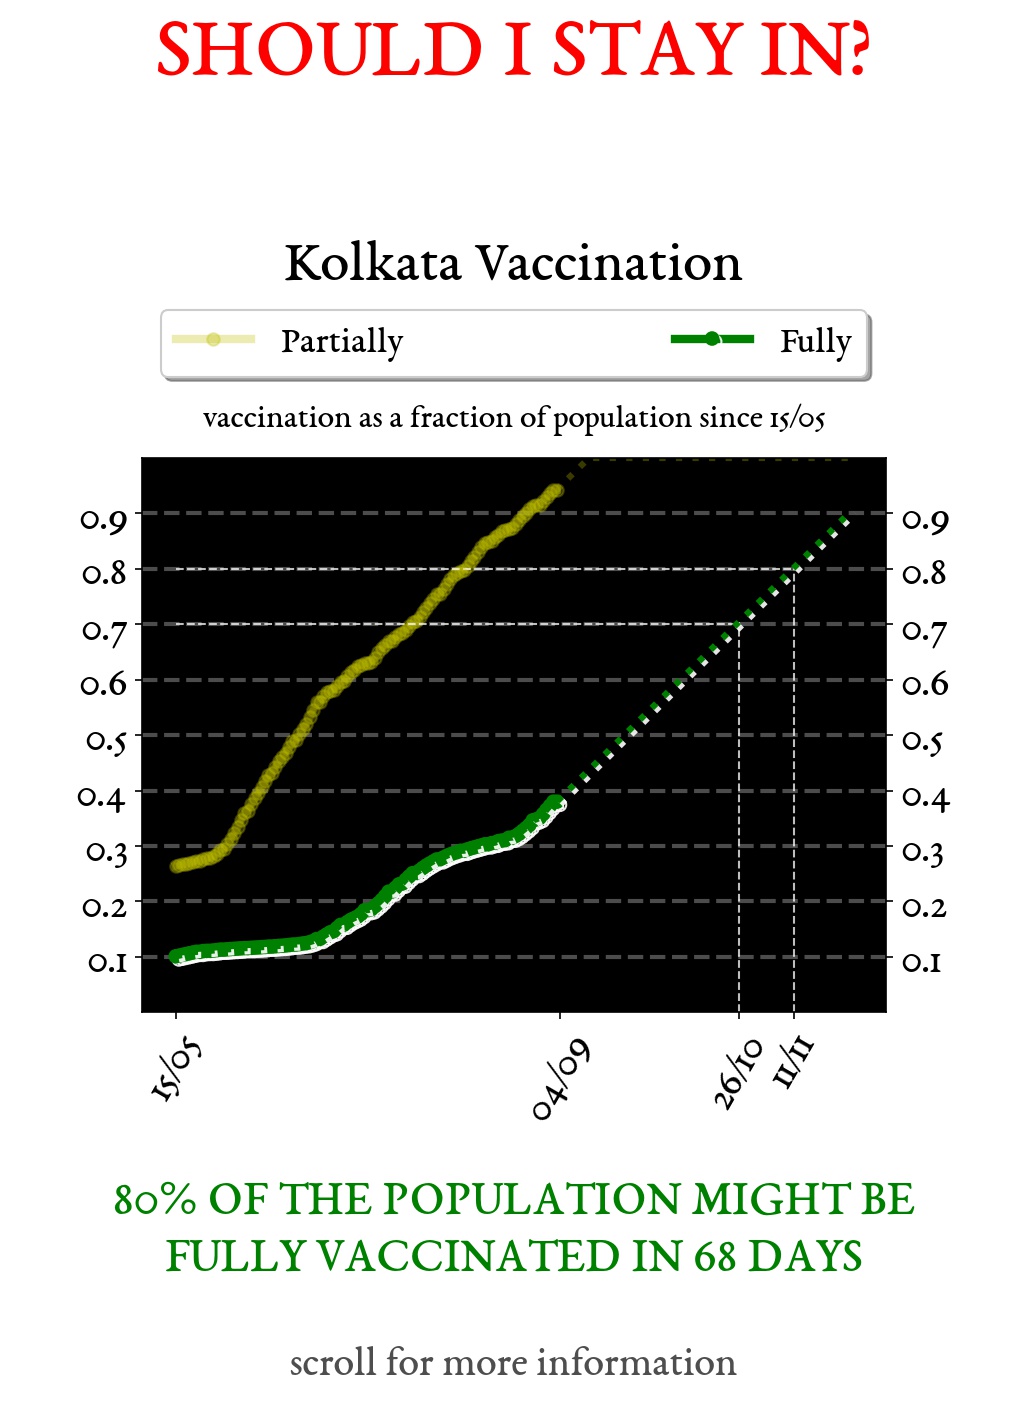 SHOULD I STAY IN?
Kolkata Vaccination
Partially
Fully
vaccination as a fraction of population since 15/05
0.9
0.9
0.8
0.8
0.7
0.7
0.6
0.6
0.5
0.5
0.4
0.4
0.3
0.3
0.2
0.2
0.1
0.1
15/05
04/09
26/10
11/11
80% OF THE POPULATION MIGHT BE
FULLY VACCINATED IN 68 DAYS
scroll for more information